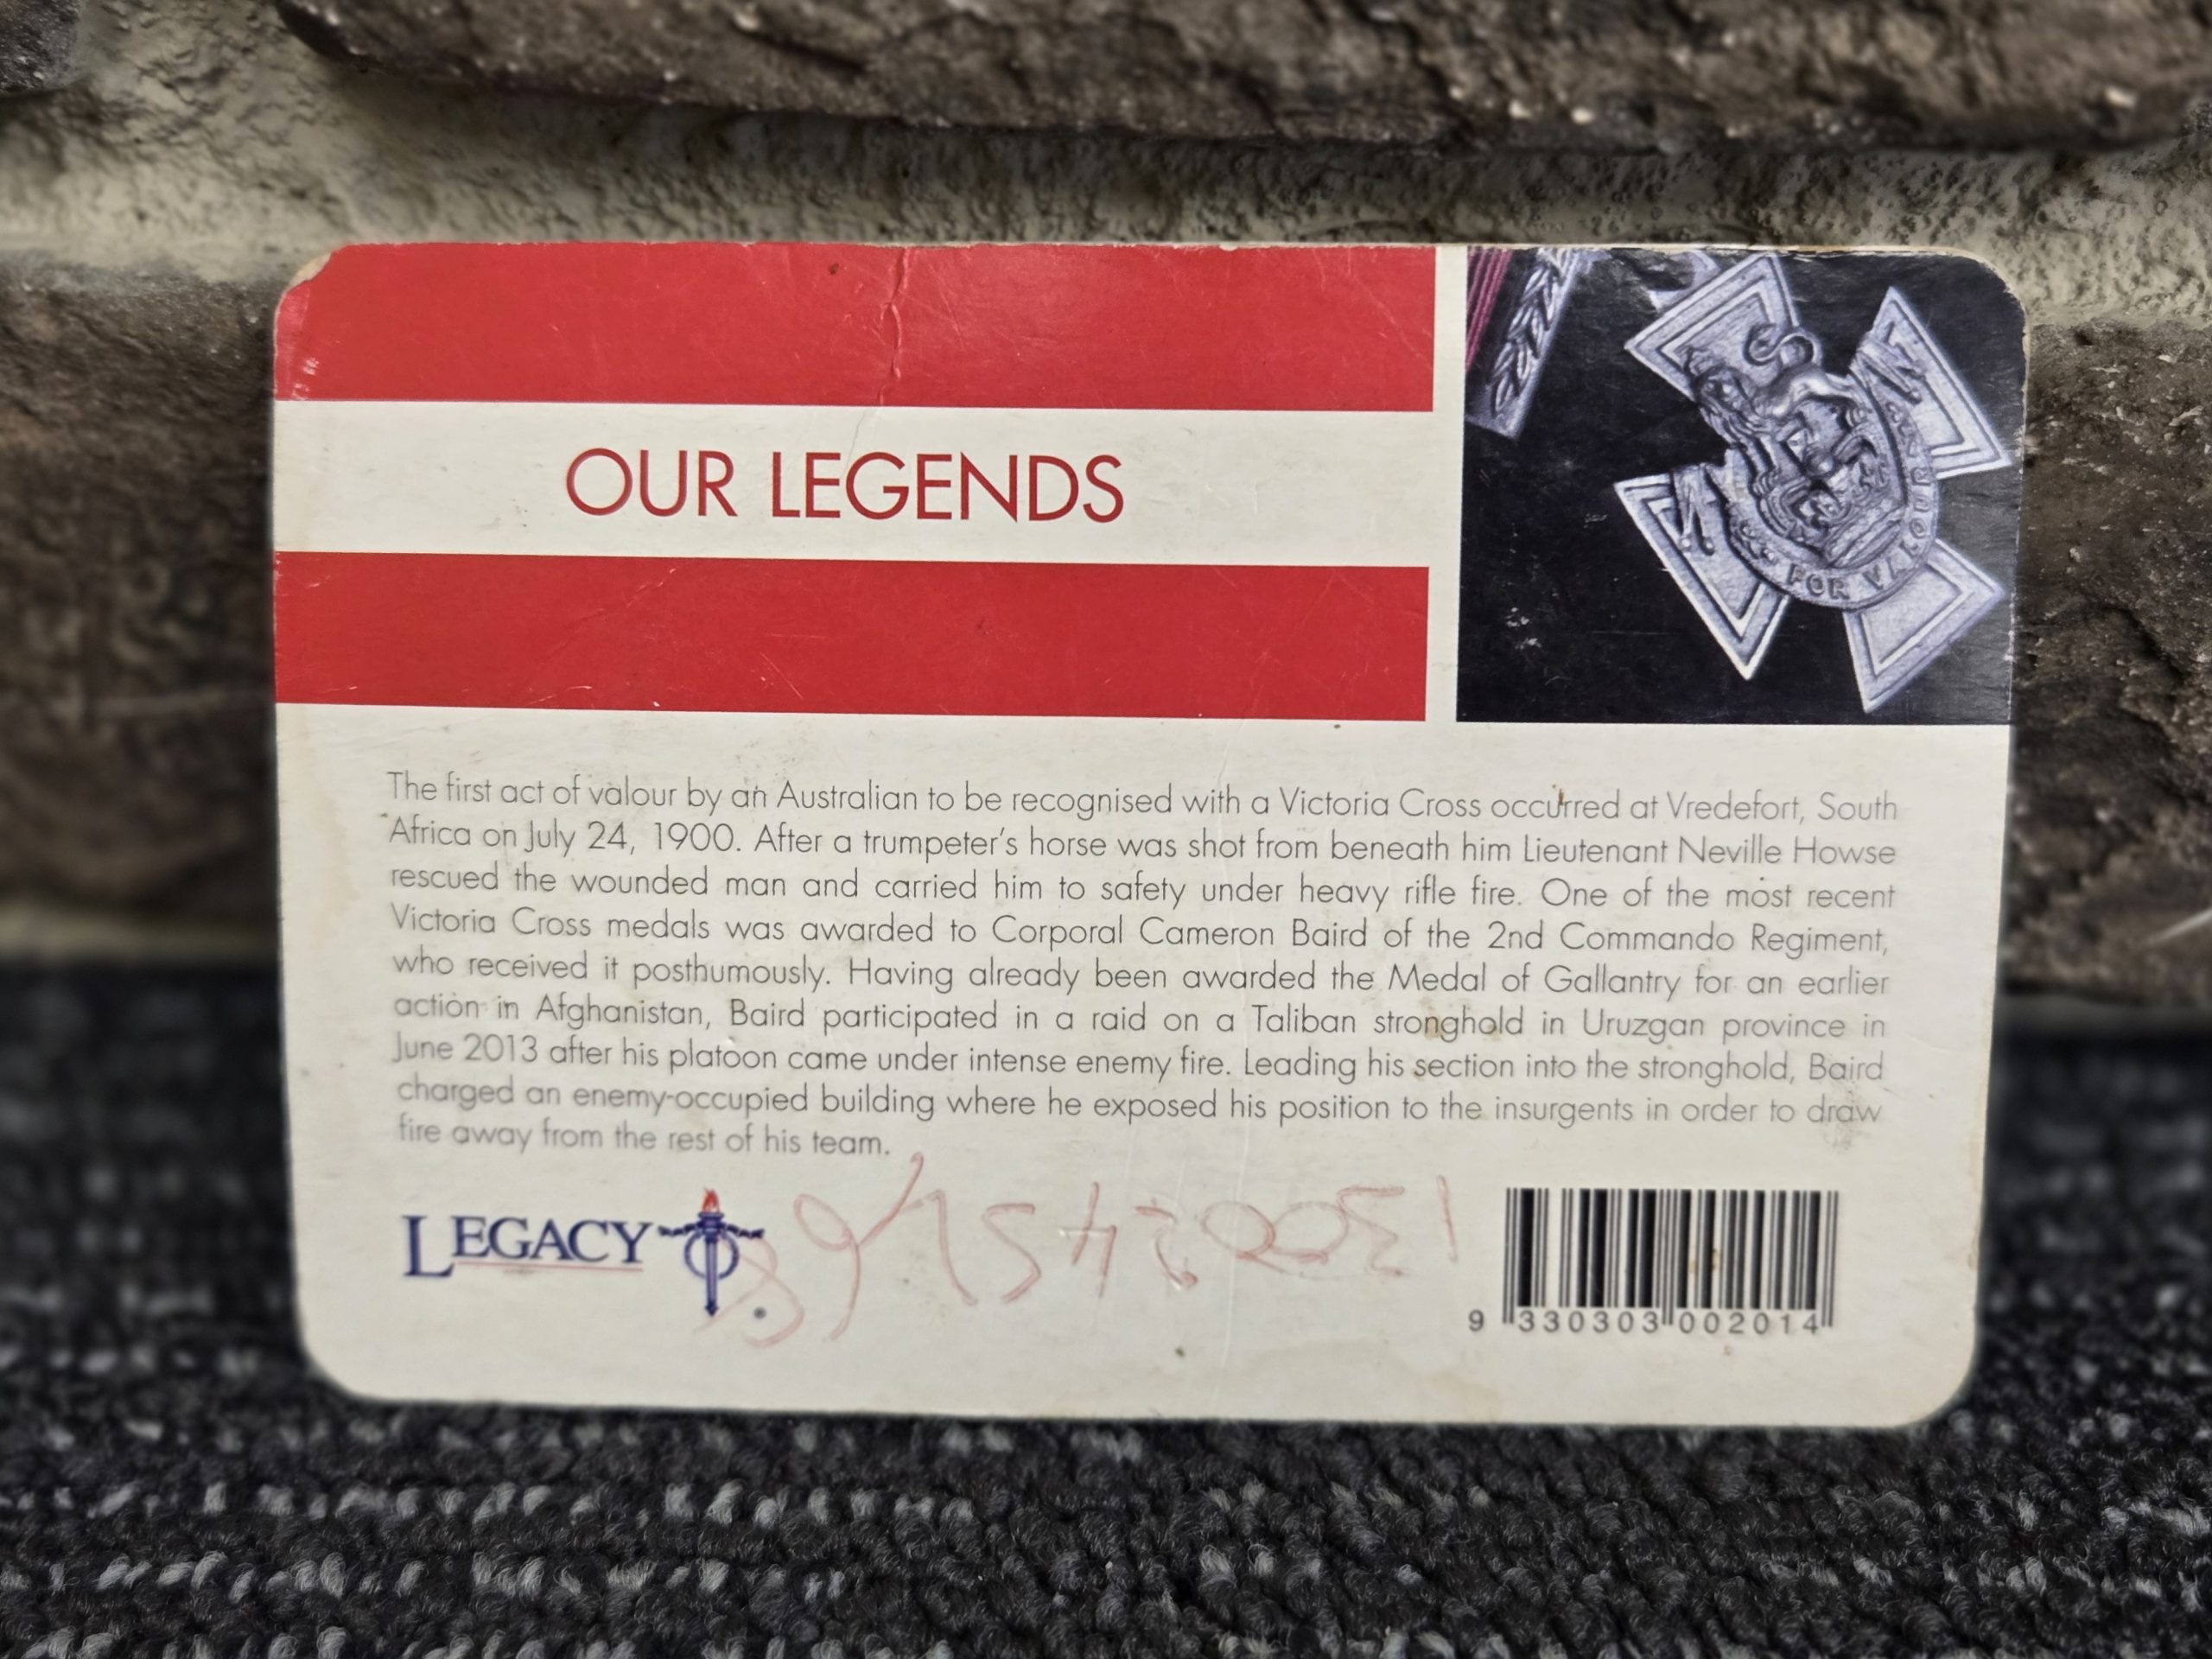 OUR LEGENDS
FOR VALOUR
The first act of valour by an Australian to be recognised with a Victoria Cross occurred at Vredefort, South
Africa on July 24, 1900. After a trumpeter's horse was shot from beneath him Lieutenant Neville Howse
rescued the wounded man and carried him to safety under heavy rifle fire. One of the most recent
Victoria Cross medals was awarded to Corporal Cameron Baird of the 2nd Commando Regiment,
who received it posthumously. Having already been awarded the Medal of Gallantry for an earlier
action in Afghanistan, Baird participated in a raid on a Taliban stronghold in Uruzgan province in
June 2013 after his platoon came under intense enemy fire. Leading his section into the stronghold, Baird
charged an enemy-occupied building where he exposed his position to the insurgents in order to draw
fire away from the rest of his team.
LEGACY
9 330303 002014